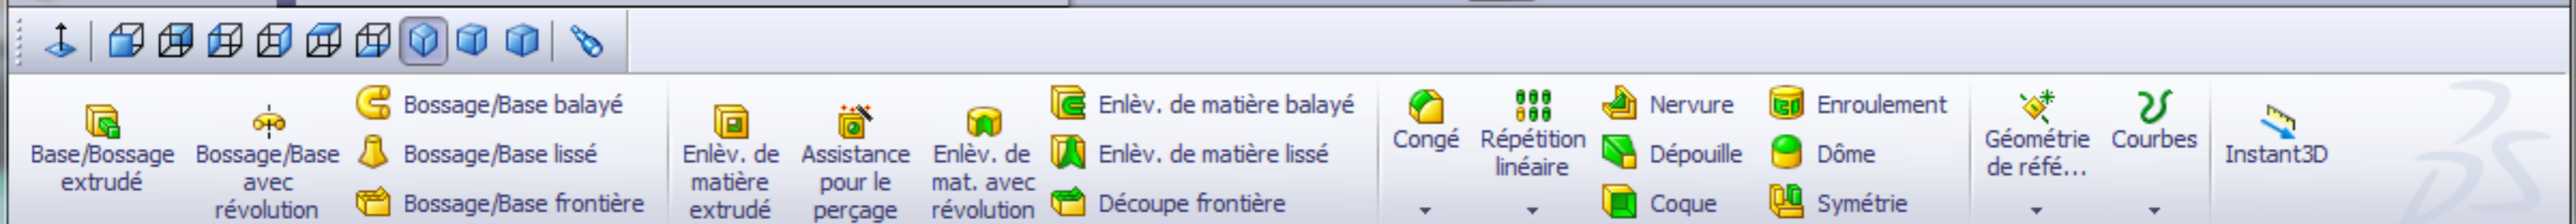 Base/Bossage
extrudé
Bossage/Base
avec
révolution
Bossage/Base balayé
Bossage/Base lissé
Bossage/Base frontière
Enlèv. de
matière
extrudé
Assistance
pour le
perçage
Enlèv. de
mat. avec
révolution
Enlèv. de matière balayé
Enlèv. de matière lissé
Découpe frontière
Congé
Répétition
linéaire
Nervure
Dépouille
Coque
Enroulement
Dôme
Symétrie
Géométrie
de réfé...
Courbes
Instant3D